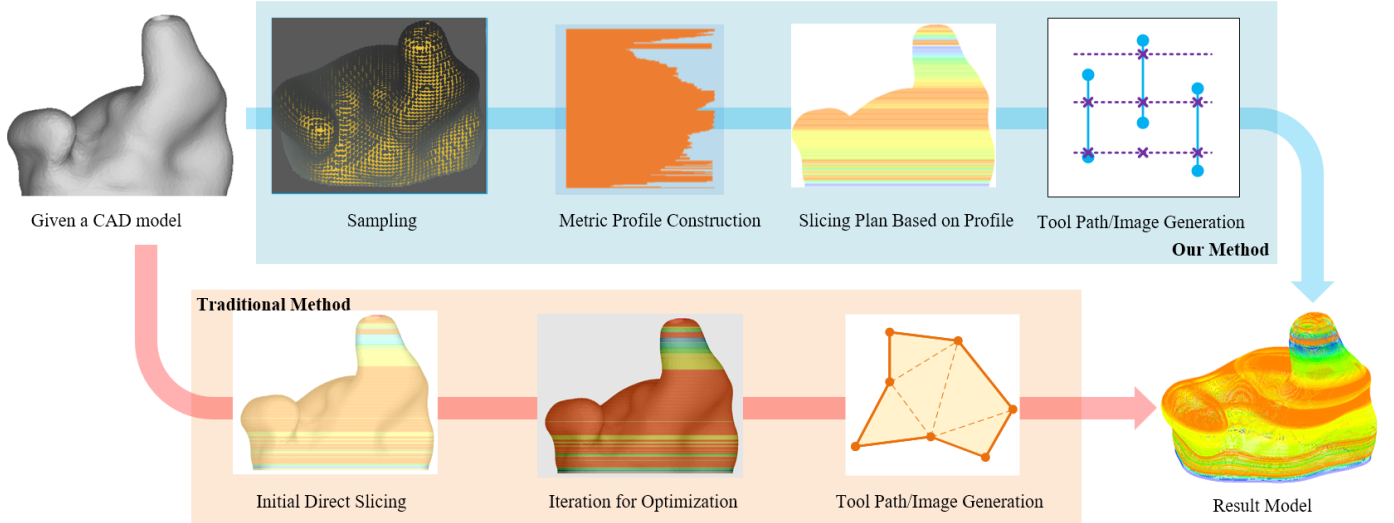 Given a CAD model
Sampling
Metric Profile Construction
Slicing Plan Based on Profile
Tool Path/Image Generation
Our Method
Traditional Method
Initial Direct Slicing
Iteration for Optimization
Tool Path/Image Generation
Result Model